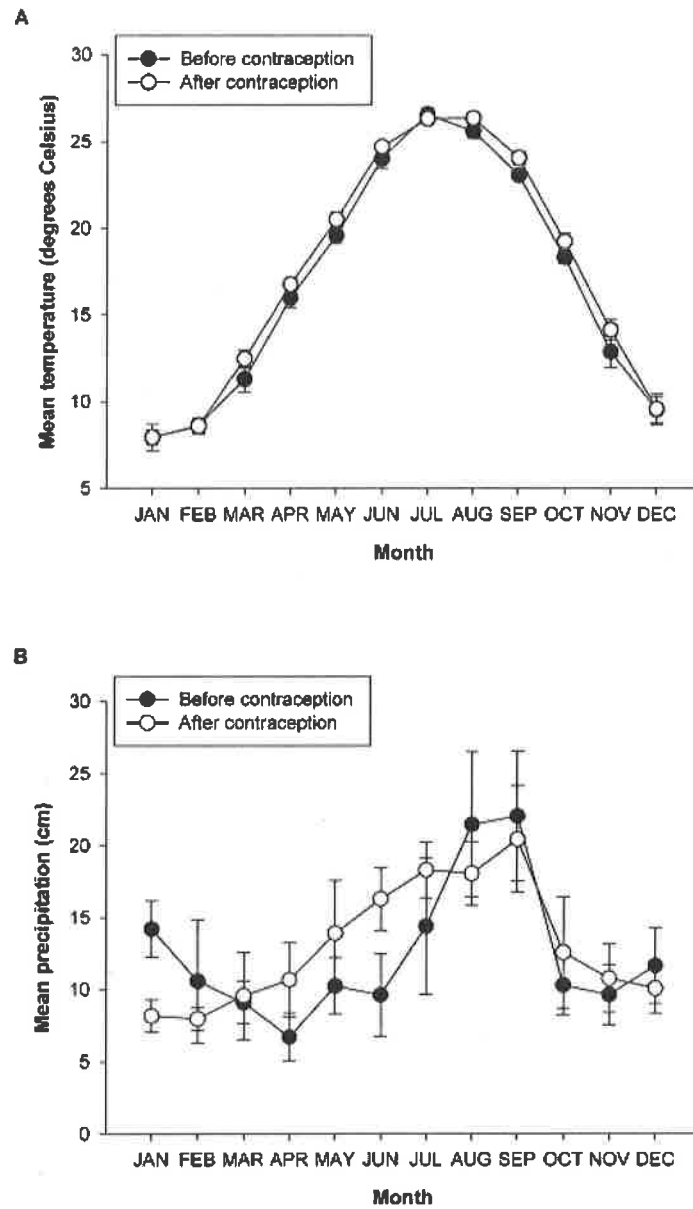 A
Before contraception
After contraception
Mean temperature (degrees Celsius)
30
25
20
15
10
5
JAN FEB MAR APR MAY JUN JUL AUG SEP OCT NOV DEC
Month
B
Before contraception
After contraception
Mean precipitation (cm)
30
25
20
15
10
5
0
JAN FEB MAR APR MAY JUN JUL AUG SEP OCT NOV DEC
Month